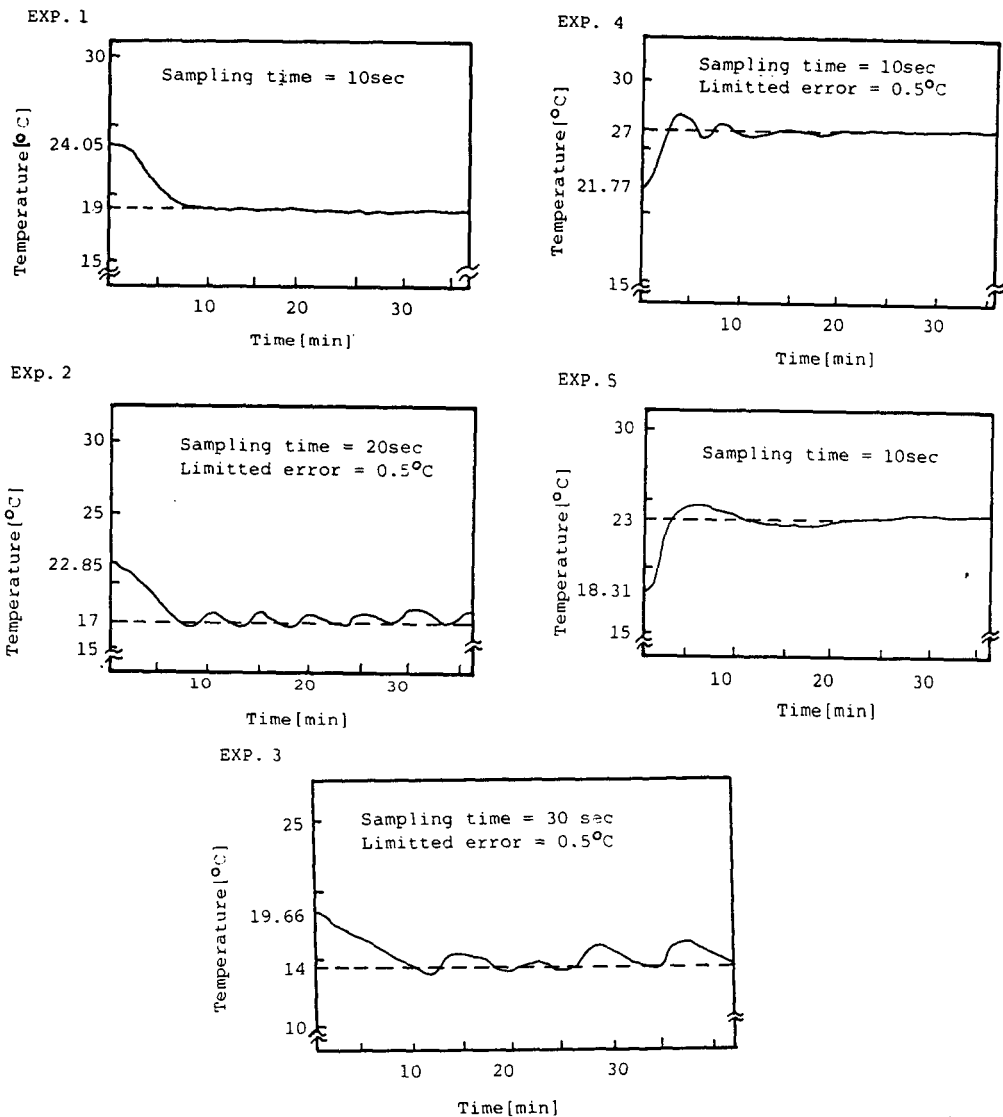 EXP. 1
Temperature[°C]
30
24.05
19
15
Sampling time = 10sec
10
20
30
Time[min]
EXP. 4
Temperature[°C]
30
27
21.77
15
Sampling time = 10sec
Limitted error = 0.5°C
10
20
30
Time[min]
EXp. 2
Temperature[°C]
30
25
22.85
17
15
Sampling time = 20sec
Limitted error = 0.5°C
10
20
30
Time[min]
EXP. 5
Temperature[°C]
30
23
18.31
15
Sampling time = 10sec
10
20
30
Time[min]
EXP. 3
Temperature[°C]
25
19.66
14
10
Sampling time = 30 sec
Limitted error = 0.5°C
10
20
30
Time[min]